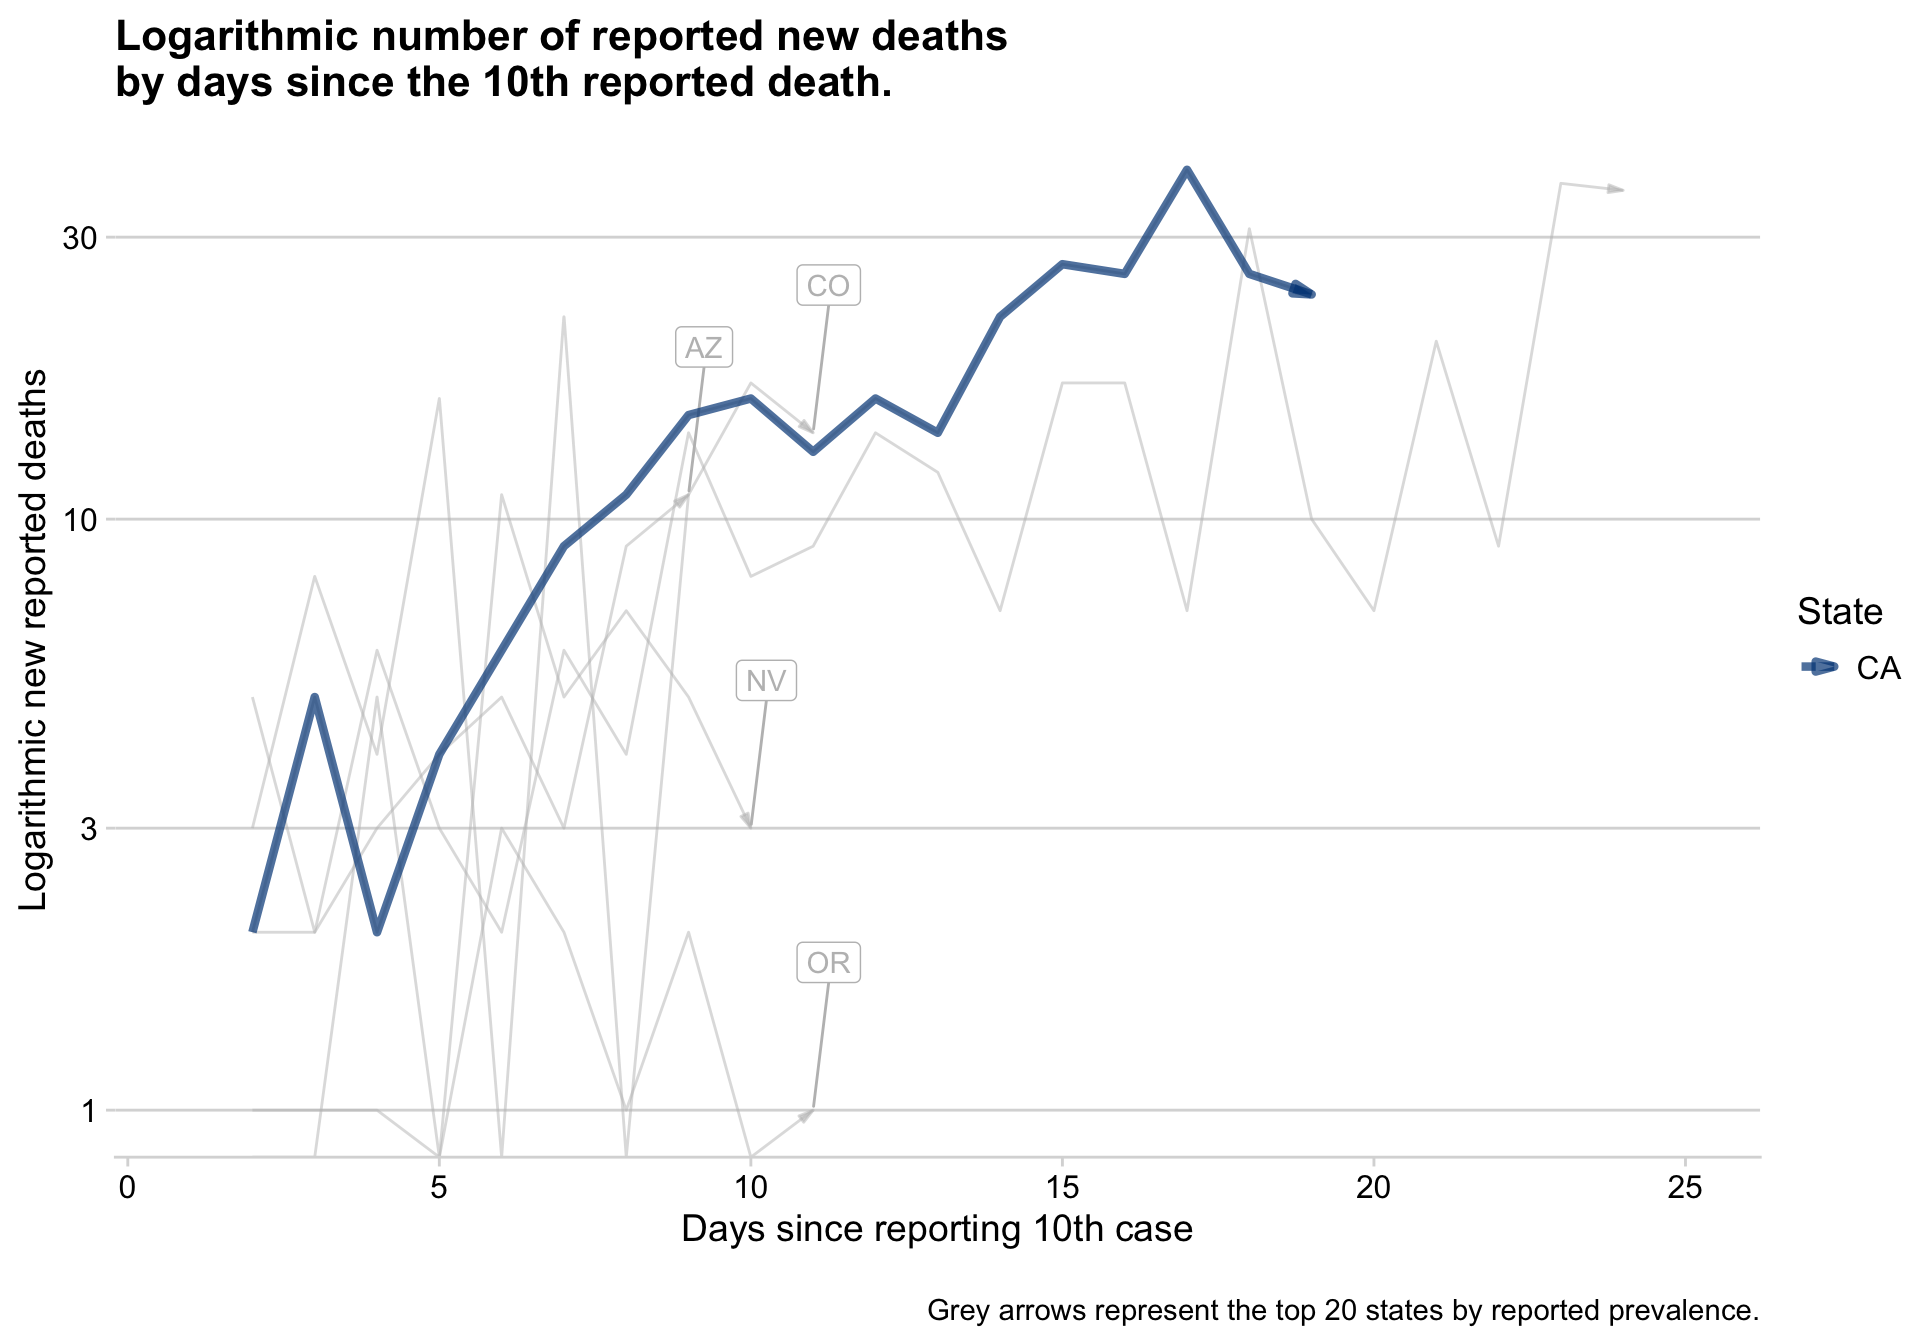 Logarithmic number of reported new deaths
by days since the 10th reported death.
Logarithmic new reported deaths
30
10
3
1
CO
AZ
NV
OR
State
CA
0 5 10 15 20 25
Days since reporting 10th case
Grey arrows represent the top 20 states by reported prevalence.